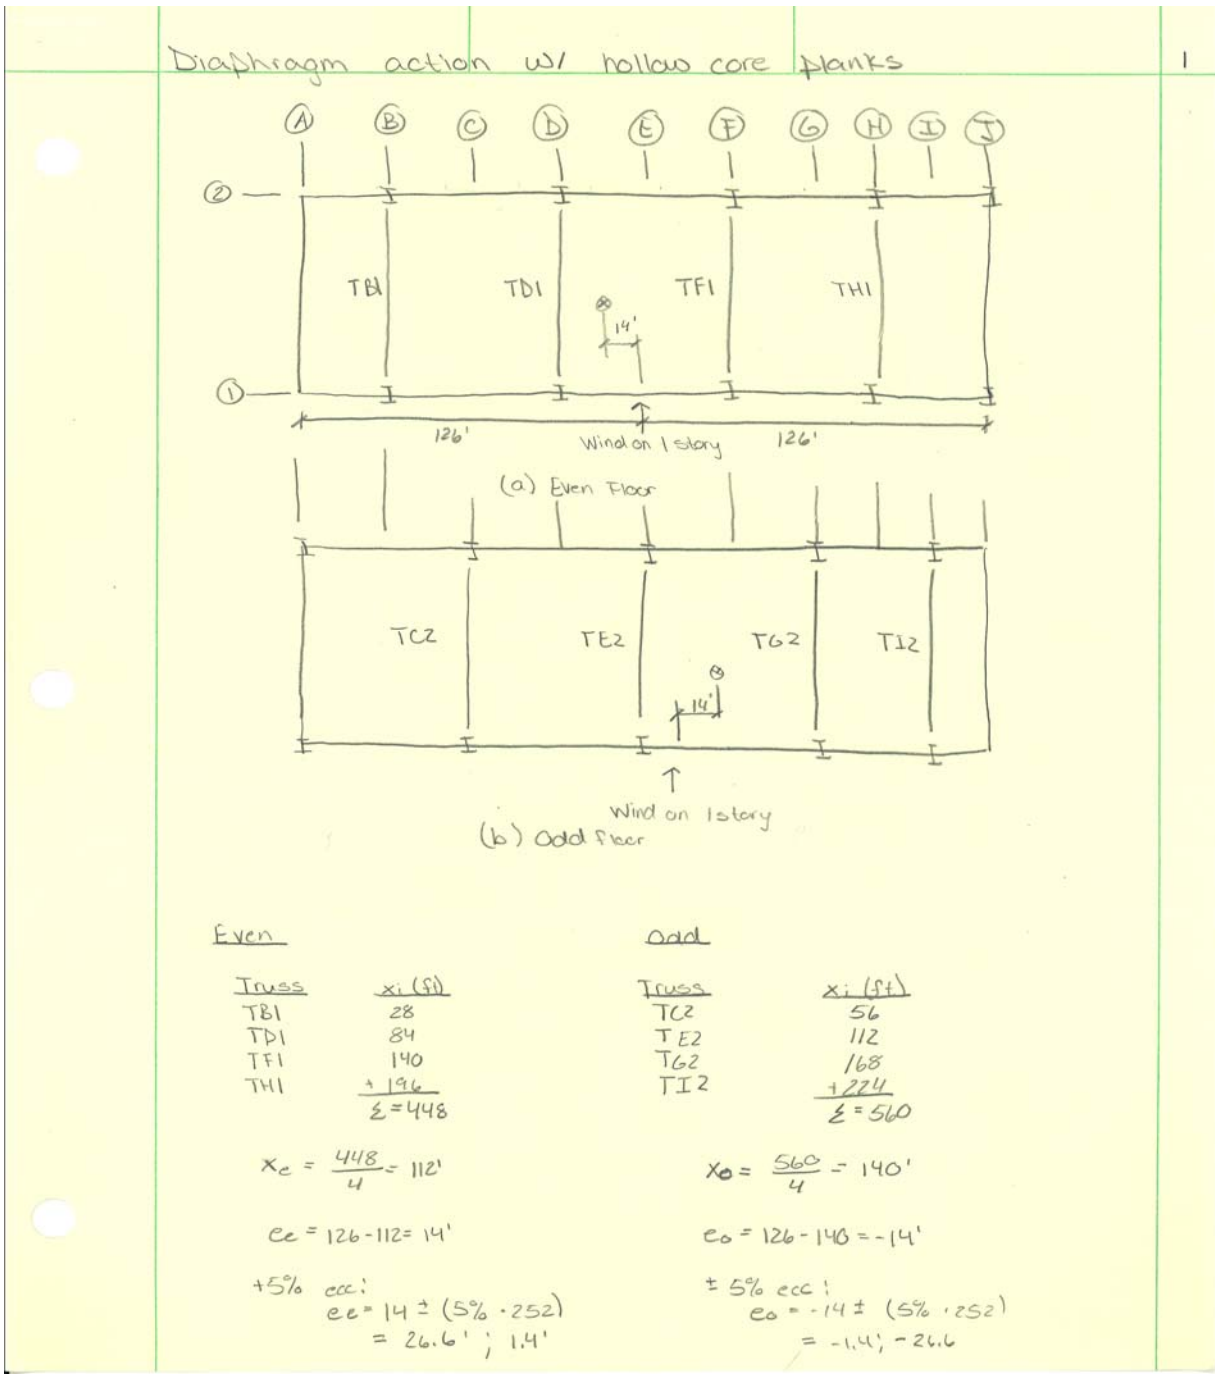 Diaphragm action w/ hollow core planks 1
A B C D E F G H I J
2
TB1 TD1 TF1 TH1
14'
1
126' 126'
Wind on 1 story
(a) Even Floor
TC2 TE2 TG2 TI2
14'
Wind on 1 story
(b) Odd floor
Even Odd
Truss xi (ft) Truss xi (ft)
TB1 28 TC2 56
TD1 84 TE2 112
TF1 140 TG2 168
TH1 + 196 TI2 + 224
Σ = 448 Σ = 560
xe = 448/4 = 112' xo = 560/4 = 140'
ee = 126-112 = 14' eo = 126-140 = -14'
+5% ecc: ± 5% ecc:
ee = 14 ± (5% · 252) eo = -14 ± (5% · 252)
= 26.6' ; 1.4' = -1.4; -26.6